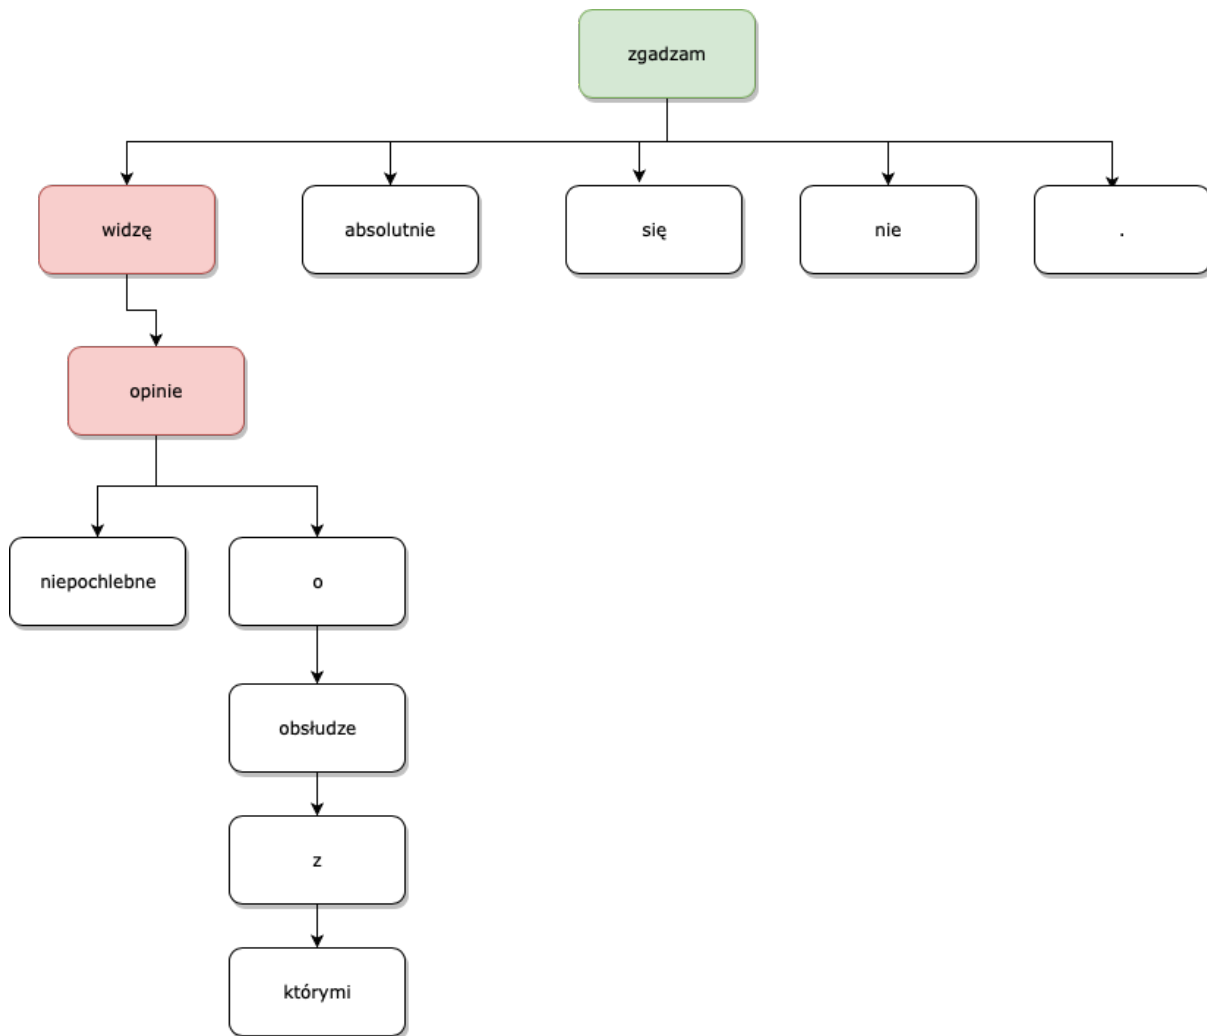 zgadzam
widzę
absolutnie
się
nie
.
opinie
niepochlebne
o
obsłudze
z
którymi